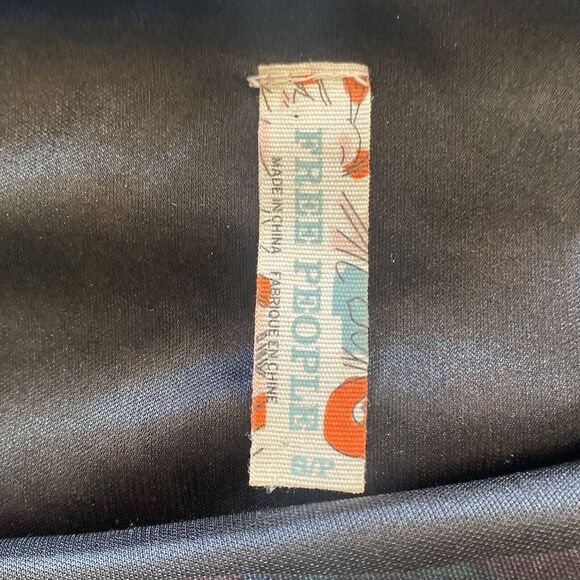 FREE PEOPLE S/P
MADE IN CHINA FABRIQUE EN CHINE